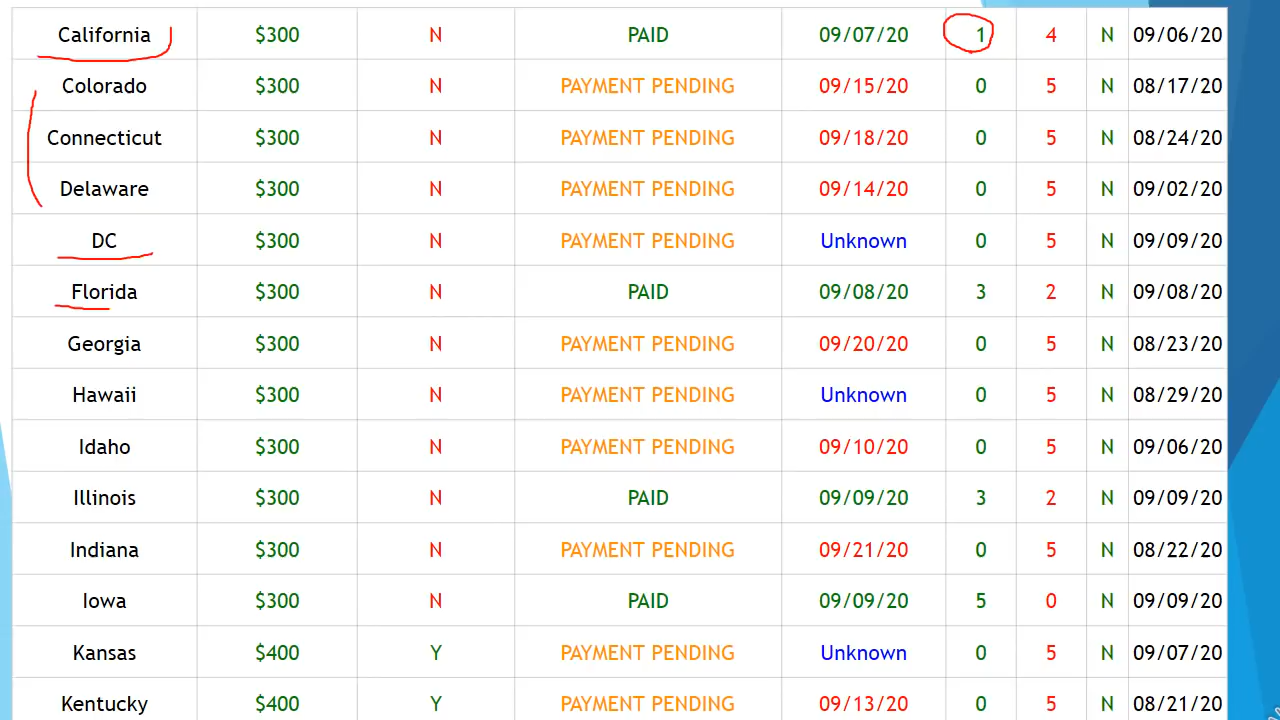 California $300 N PAID 09/07/20 1 4 N 09/06/20
Colorado $300 N PAYMENT PENDING 09/15/20 0 5 N 08/17/20
Connecticut $300 N PAYMENT PENDING 09/18/20 0 5 N 08/24/20
Delaware $300 N PAYMENT PENDING 09/14/20 0 5 N 09/02/20
DC $300 N PAYMENT PENDING Unknown 0 5 N 09/09/20
Florida $300 N PAID 09/08/20 3 2 N 09/08/20
Georgia $300 N PAYMENT PENDING 09/20/20 0 5 N 08/23/20
Hawaii $300 N PAYMENT PENDING Unknown 0 5 N 08/29/20
Idaho $300 N PAYMENT PENDING 09/10/20 0 5 N 09/06/20
Illinois $300 N PAID 09/09/20 3 2 N 09/09/20
Indiana $300 N PAYMENT PENDING 09/21/20 0 5 N 08/22/20
Iowa $300 N PAID 09/09/20 5 0 N 09/09/20
Kansas $400 Y PAYMENT PENDING Unknown 0 5 N 09/07/20
Kentucky $400 Y PAYMENT PENDING 09/13/20 0 5 N 08/21/20